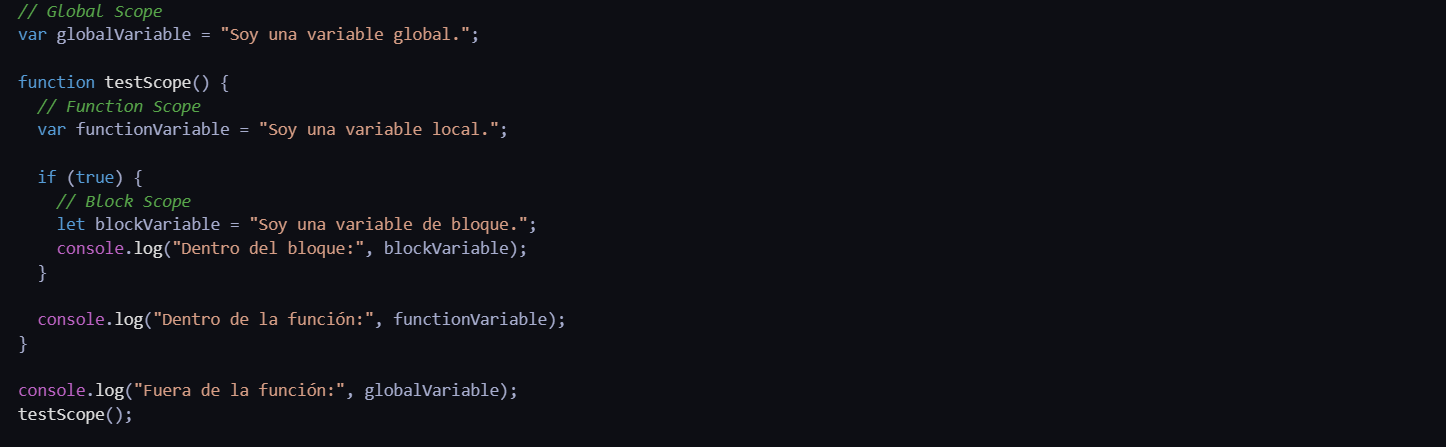 // Global Scope
var globalVariable = "Soy una variable global.";

function testScope() {
  // Function Scope
  var functionVariable = "Soy una variable local.";

  if (true) {
    // Block Scope
    let blockVariable = "Soy una variable de bloque.";
    console.log("Dentro del bloque:", blockVariable);
  }

  console.log("Dentro de la función:", functionVariable);
}

console.log("Fuera de la función:", globalVariable);
testScope();